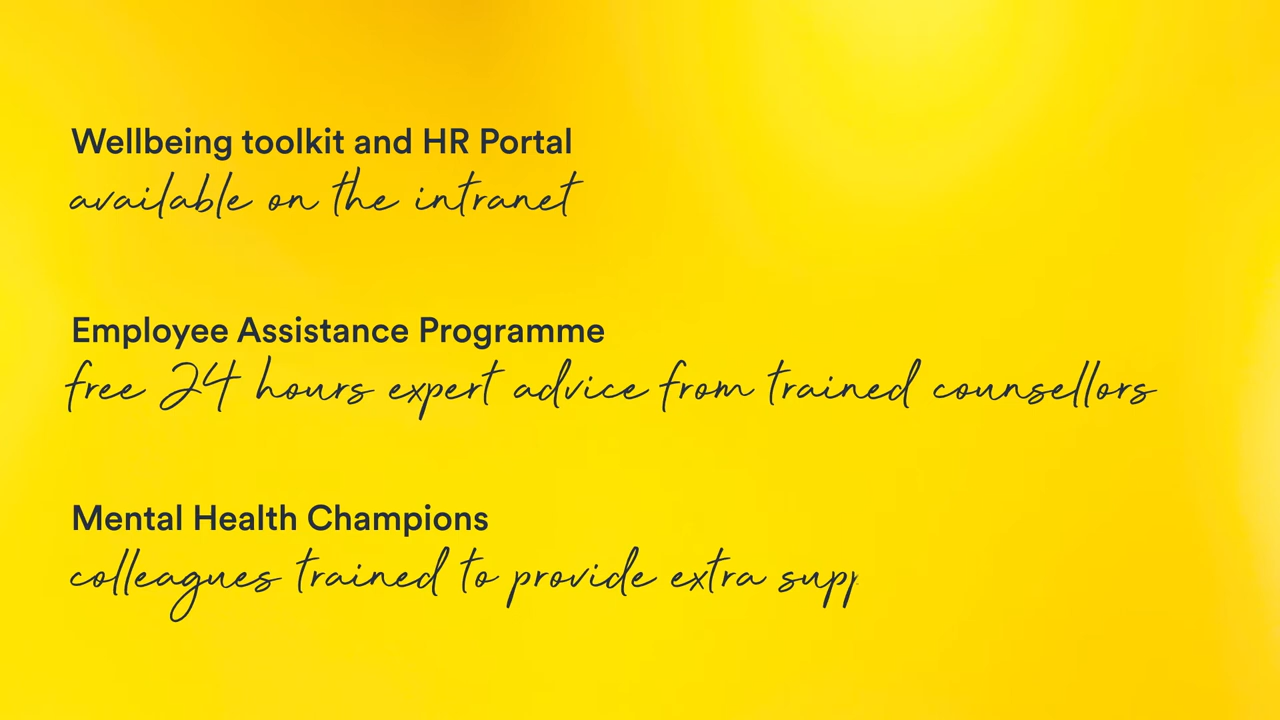 Wellbeing toolkit and HR Portal
available on the intranet
Employee Assistance Programme
free 24 hours expert advice from trained counsellors
Mental Health Champions
colleagues trained to provide extra